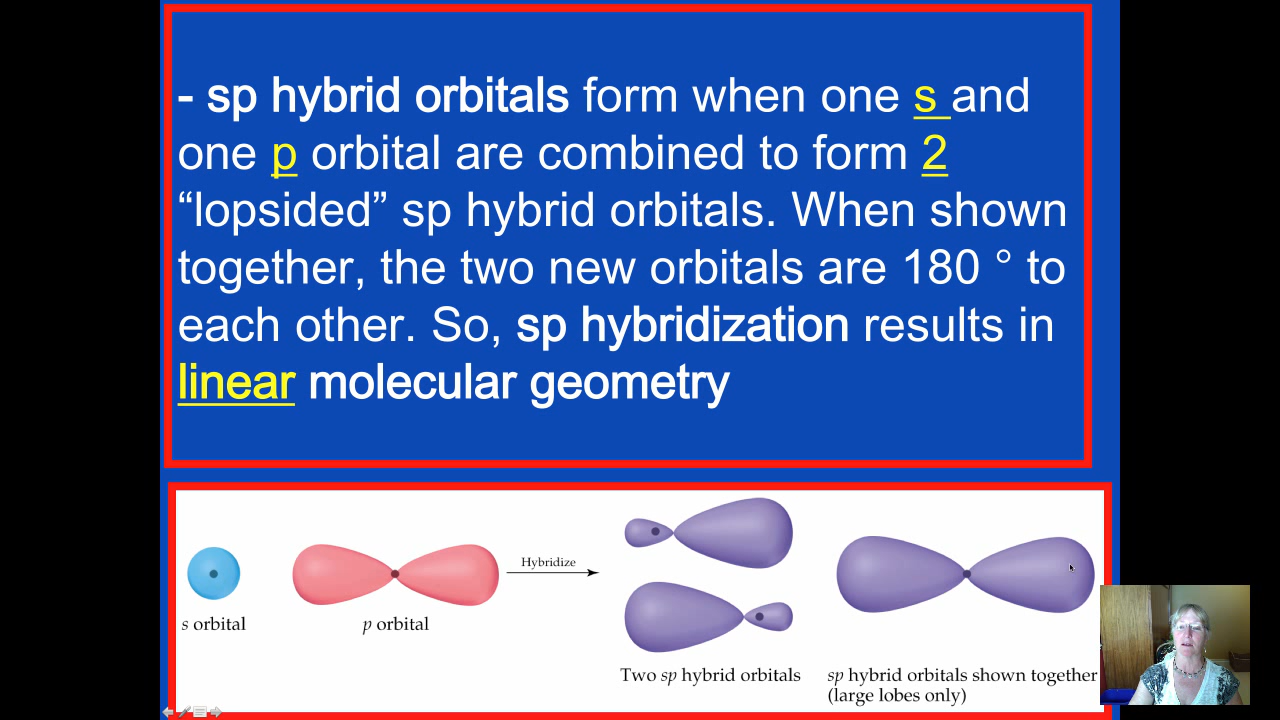 - sp hybrid orbitals form when one s and
one p orbital are combined to form 2
“lopsided” sp hybrid orbitals. When shown
together, the two new orbitals are 180 ° to
each other. So, sp hybridization results in
linear molecular geometry
Hybridize
s orbital
p orbital
Two sp hybrid orbitals
sp hybrid orbitals shown together
(large lobes only)